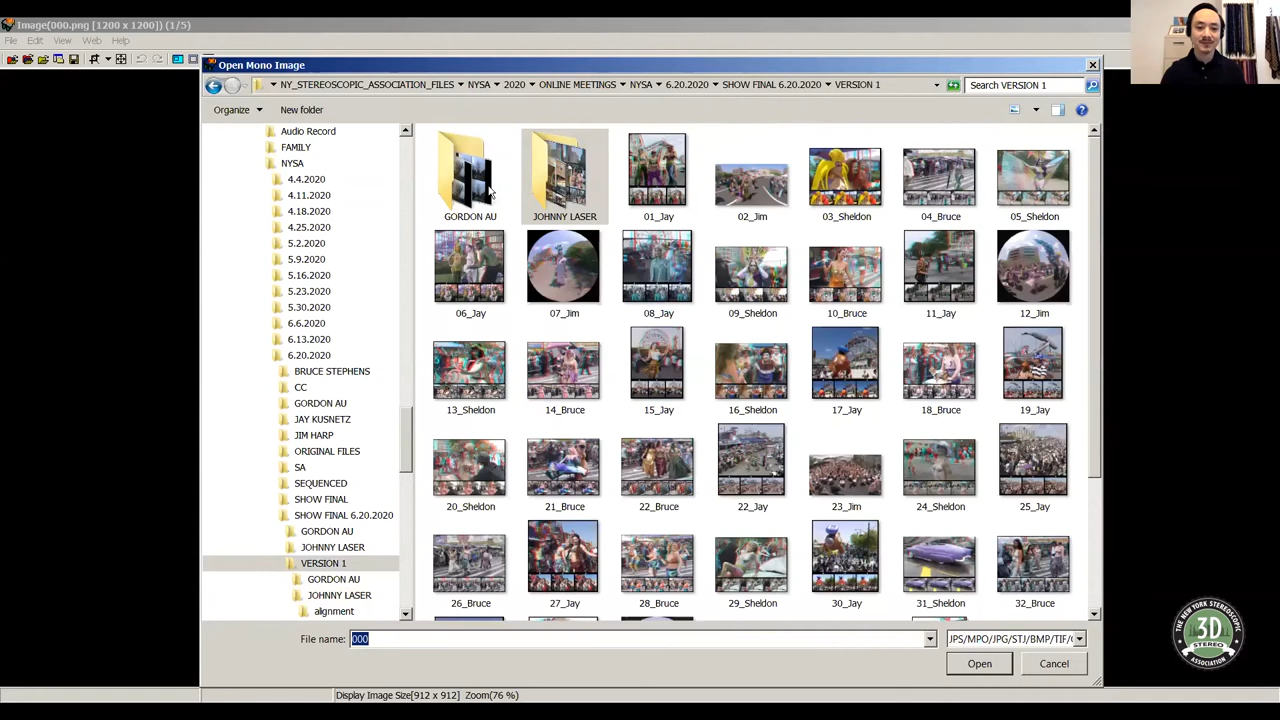 Image(000.png [1200 x 1200]) (1/5)
File Edit View Web Help
Open Mono Image
NY_STEREOSCOPIC_ASSOCIATION_FILES NYSA 2020 ONLINE MEETINGS NYSA 6.20.2020 SHOW FINAL 6.20.2020 VERSION 1
Search VERSION 1
Organize New folder
Audio Record
FAMILY
NYSA
4.4.2020
4.11.2020
4.18.2020
4.25.2020
5.2.2020
5.9.2020
5.16.2020
5.23.2020
5.30.2020
6.6.2020
6.13.2020
6.20.2020
BRUCE STEPHENS
CC
GORDON AU
JAY KUSNETZ
JIM HARP
ORIGINAL FILES
SA
SEQUENCED
SHOW FINAL
SHOW FINAL 6.20.2020
GORDON AU
JOHNNY LASER
VERSION 1
GORDON AU
JOHNNY LASER
alignment
GORDON AU JOHNNY LASER 01_Jay 02_Jim 03_Sheldon 04_Bruce 05_Sheldon
06_Jay 07_Jim 08_Jay 09_Sheldon 10_Bruce 11_Jay 12_Jim
13_Sheldon 14_Bruce 15_Jay 16_Sheldon 17_Jay 18_Bruce 19_Jay
20_Sheldon 21_Bruce 22_Bruce 22_Jay 23_Jim 24_Sheldon 25_Jay
26_Bruce 27_Jay 28_Bruce 29_Sheldon 30_Jay 31_Sheldon 32_Bruce
File name: 000
JPS/MPO/JPG/STJ/BMP/TIF/
Open Cancel
Display Image Size[912 x 912] Zoom(76 %)
THE NEW YORK STEREOSCOPIC
3D
STEREO
ASSOCIATION